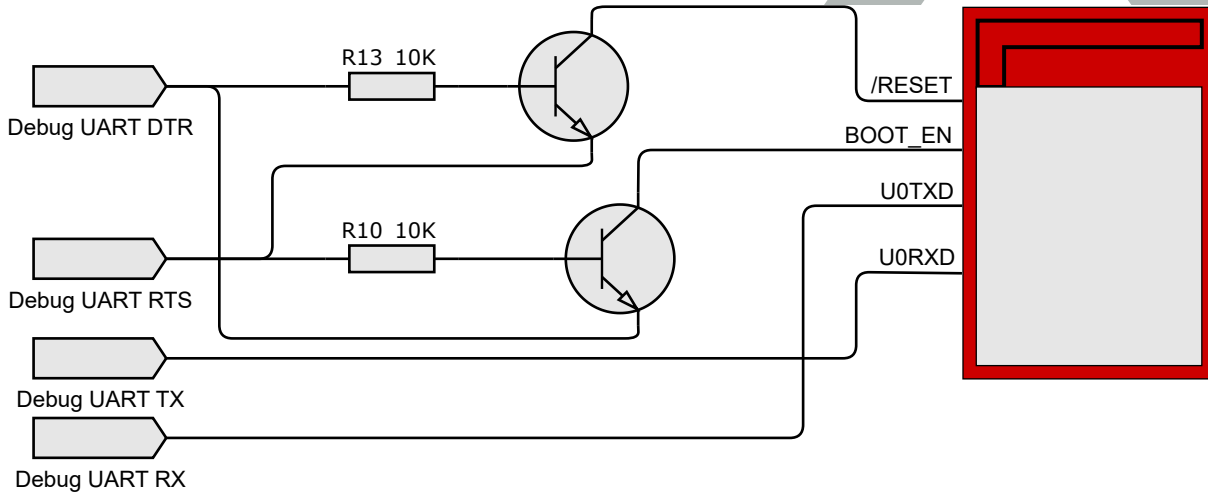 R13 10K
/RESET
Debug UART DTR
BOOT_EN
U0TXD
R10 10K
U0RXD
Debug UART RTS
Debug UART TX
Debug UART RX